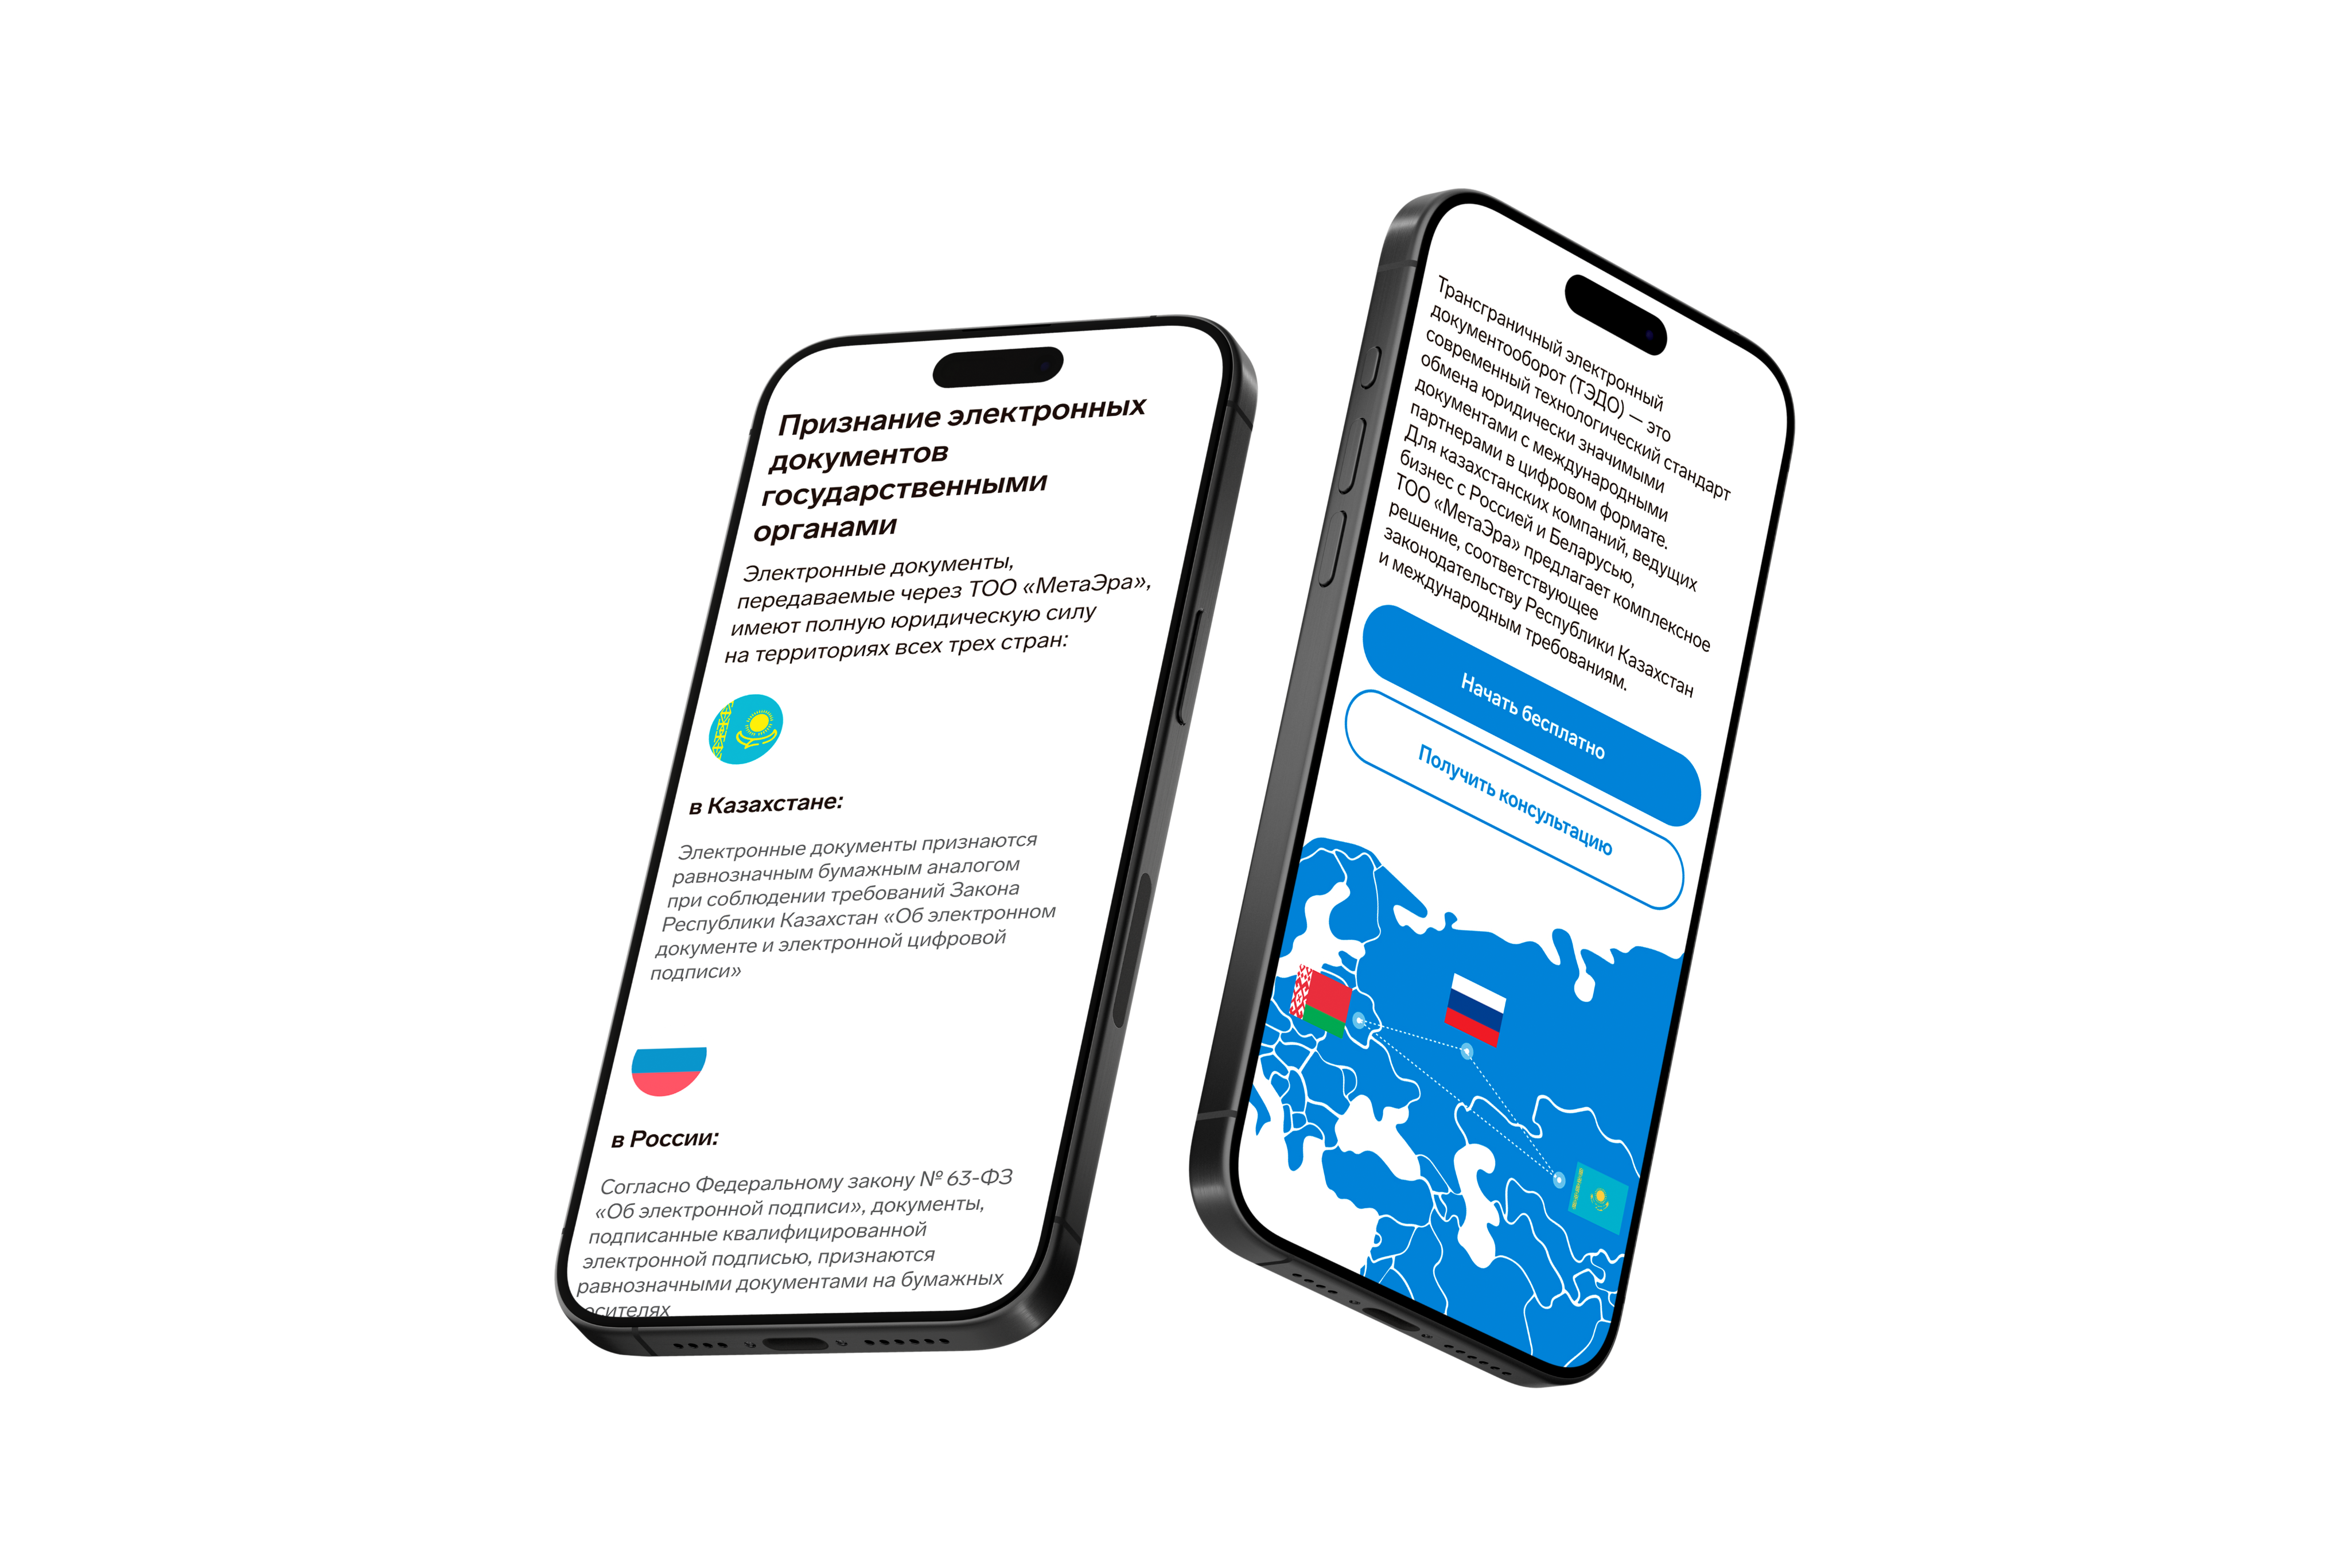 Признание электронных
документов
государственными
органами
Электронные документы,
передаваемые через ТОО «МетаЭра»,
имеют полную юридическую силу
на территориях всех трех стран:
в Казахстане:
Электронные документы признаются
равнозначным бумажным аналогом
при соблюдении требований Закона
Республики Казахстан «Об электронном
документе и электронной цифровой
подписи»
в России:
Согласно Федеральному закону № 63-ФЗ
«Об электронной подписи», документы,
подписанные квалифицированной
электронной подписью, признаются
равнозначными документами на бумажных
осителях
Трансграничный электронный
документооборот (ТЭДО) — это
современный технологический стандарт
обмена юридически значимыми
документами с международными
партнерами в цифровом формате.
Для казахстанских компаний, ведущих
бизнес с Россией и Беларусью,
ТОО «МетаЭра» предлагает комплексное
решение, соответствующее
законодательству Республики Казахстан
и международным требованиям.
Начать бесплатно
Получить консультацию